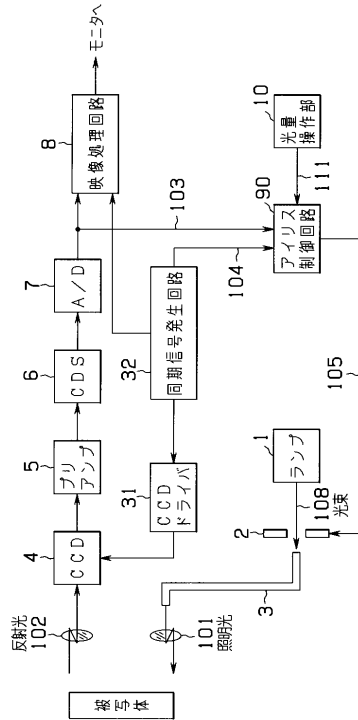 モニタへ
8
映像処理回路
103
7
A/D
6
CDS
5
プリ
アンプ
4
CCD
反射光
102
32
同期信号発生回路
31
CCD
ドライバ
101
照明光
被写体
10
光量
操作部
111
90
アイリス
制御回路
104
105
1
ランプ
108
光束
2
3